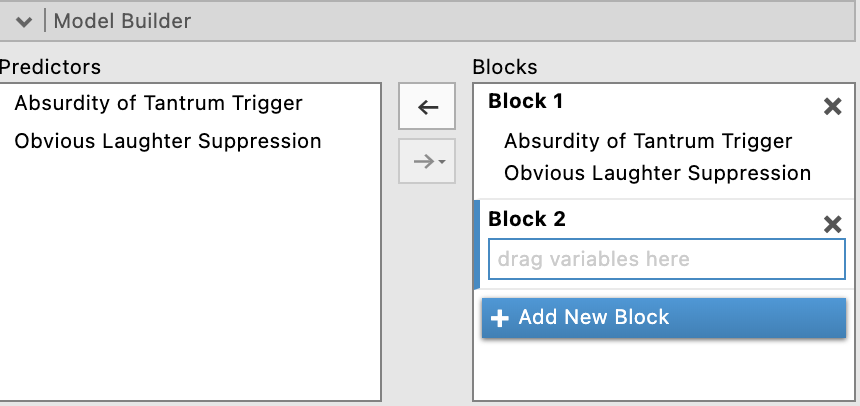 Model Builder
Predictors
Absurdity of Tantrum Trigger
Obvious Laughter Suppression
Blocks
Block 1
Absurdity of Tantrum Trigger
Obvious Laughter Suppression
Block 2
drag variables here
+ Add New Block